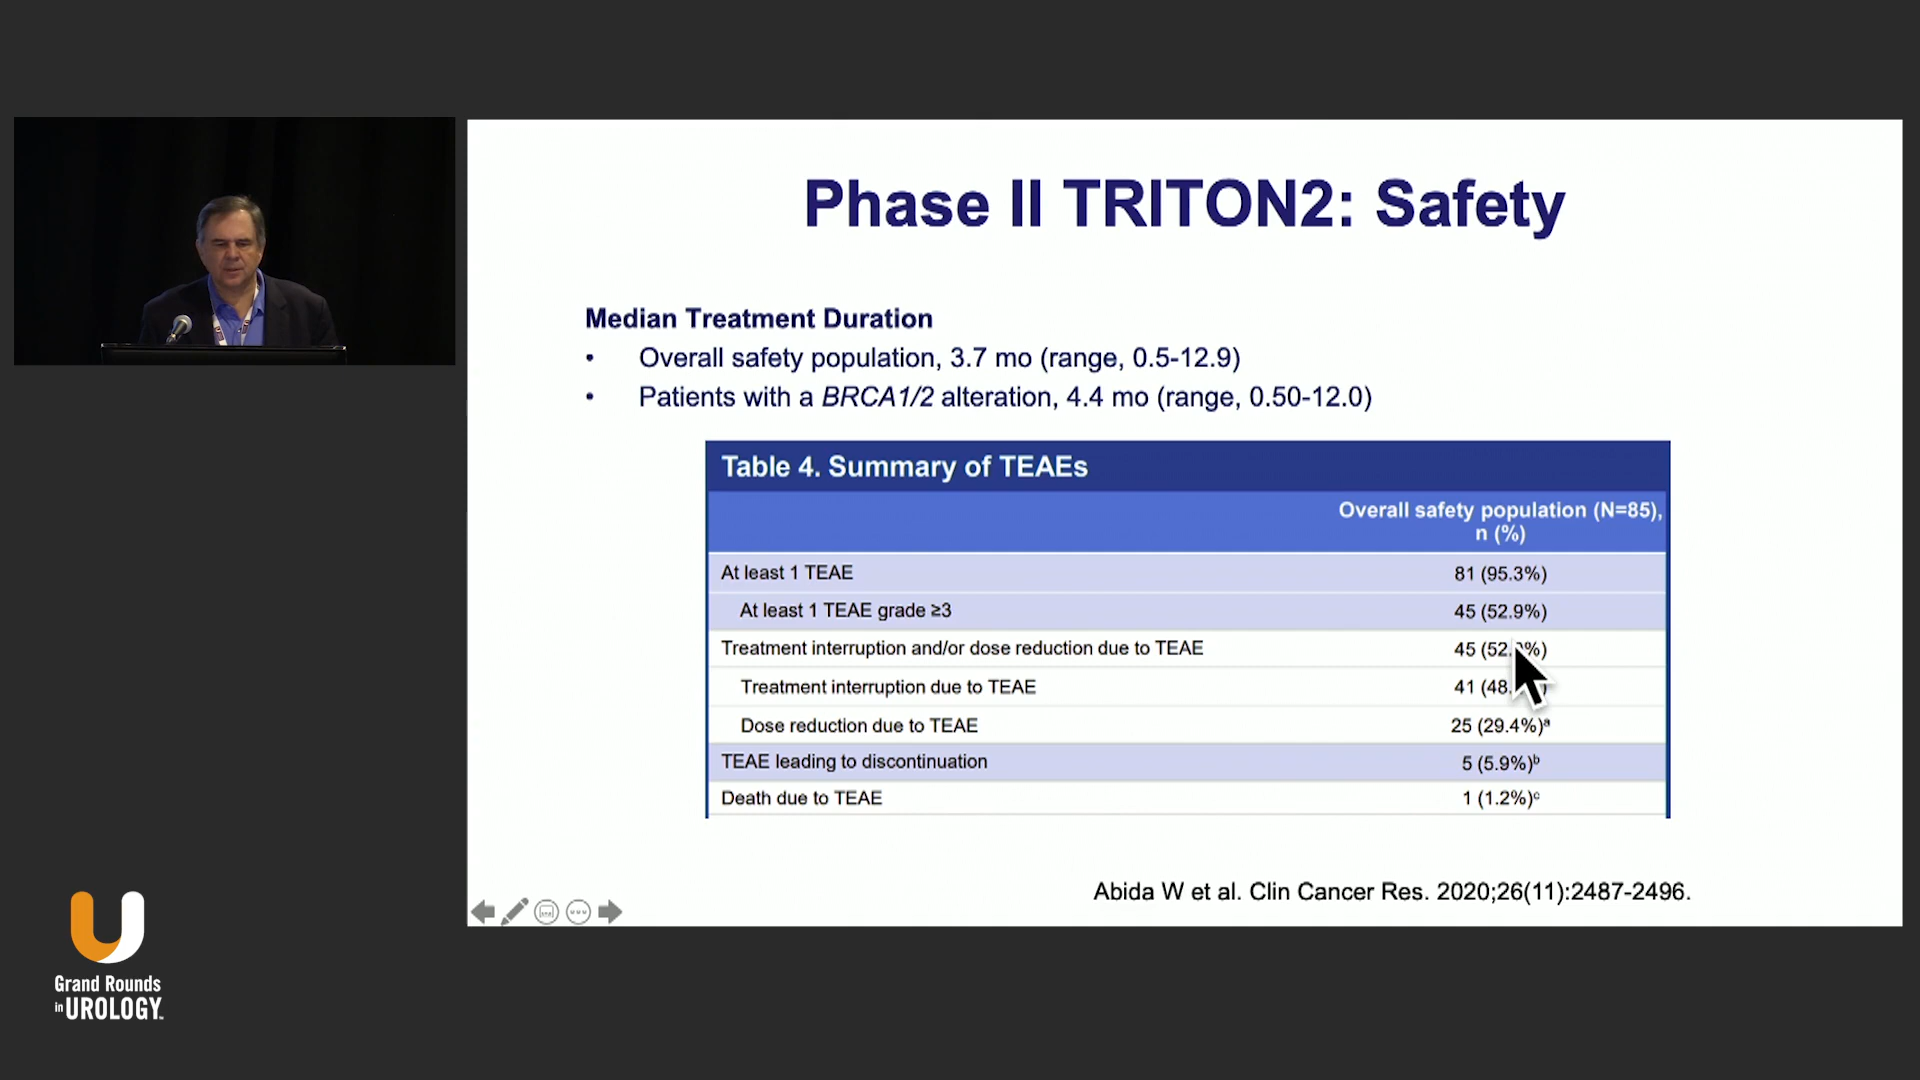 Phase II TRITON2: Safety
Median Treatment Duration
• Overall safety population, 3.7 mo (range, 0.5-12.9)
• Patients with a BRCA1/2 alteration, 4.4 mo (range, 0.50-12.0)
Table 4. Summary of TEAEs
Overall safety population (N=85),
n (%)
At least 1 TEAE 81 (95.3%)
At least 1 TEAE grade ≥3 45 (52.9%)
Treatment interruption and/or dose reduction due to TEAE 45
Treatment interruption due to TEAE 41
Dose reduction due to TEAE 25 (29.4%)ᵃ
TEAE leading to discontinuation 5 (5.9%)ᵇ
Death due to TEAE 1 (1.2%)ᶜ
Abida W et al. Clin Cancer Res. 2020;26(11):2487-2496.
Grand Rounds
in UROLOGY